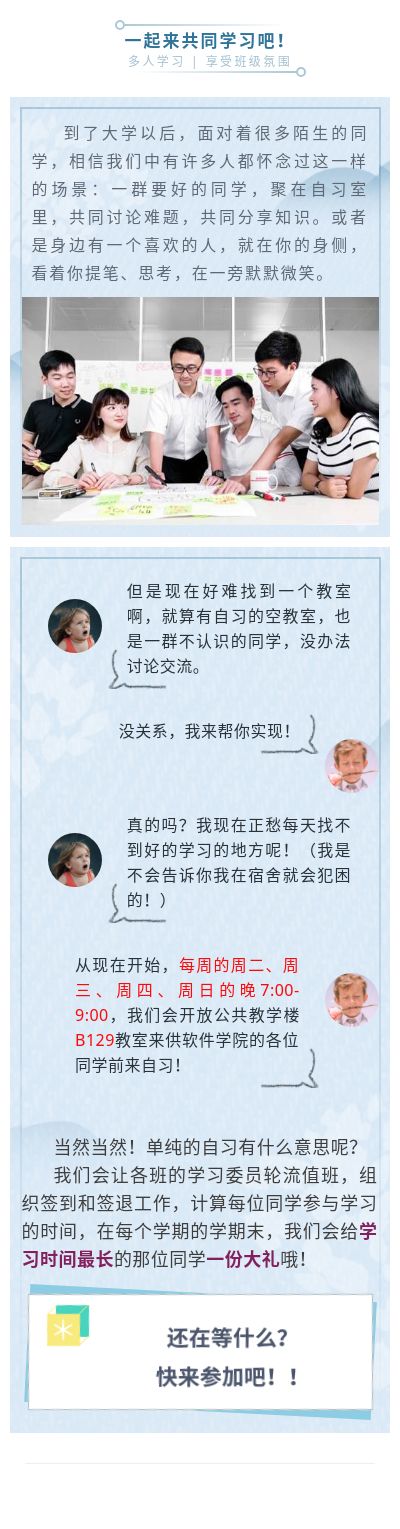 一起来共同学习吧！
多人学习 | 享受班级氛围
到了大学以后，面对着很多陌生的同
学，相信我们中有许多人都怀念过这一样
的场景：一群要好的同学，聚在自习室
里，共同讨论难题，共同分享知识。或者
是身边有一个喜欢的人，就在你的身侧，
看着你提笔、思考，在一旁默默微笑。
但是现在好难找到一个教室
啊，就算有自习的空教室，也
是一群不认识的同学，没办法
讨论交流。
没关系，我来帮你实现！
真的吗？我现在正愁每天找不
到好的学习的地方呢！（我是
不会告诉你我在宿舍就会犯困
的！）
从现在开始，每周的周二、周
三、周四、周日的晚7:00-
9:00，我们会开放公共教学楼
B129教室来供软件学院的各位
同学前来自习！
当然当然！单纯的自习有什么意思呢？
我们会让各班的学习委员轮流值班，组
织签到和签退工作，计算每位同学参与学习
的时间，在每个学期的学期末，我们会给学
习时间最长的那位同学一份大礼哦！
还在等什么？
快来参加吧！！